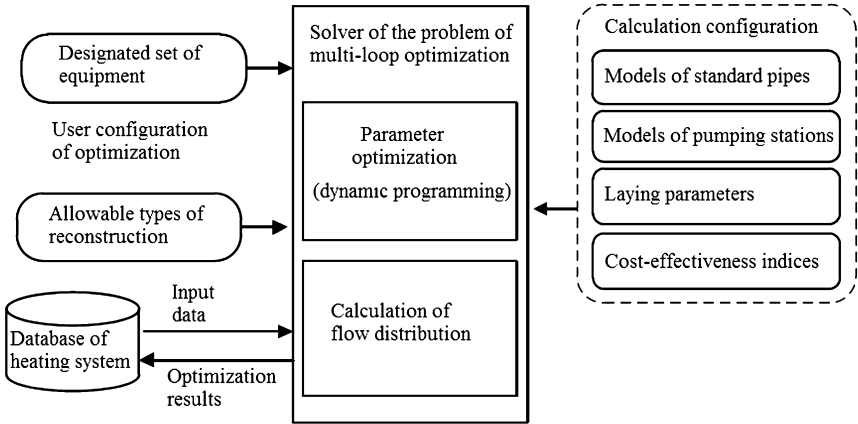 Designated set of
equipment
User configuration
of optimization
Allowable types of
reconstruction
Database of
heating system
Input
data
Optimization
results
Solver of the problem of
multi-loop optimization
Parameter
optimization
(dynamic programming)
Calculation of
flow distribution
Calculation configuration
Models of standard pipes
Models of pumping stations
Laying parameters
Cost-effectiveness indices